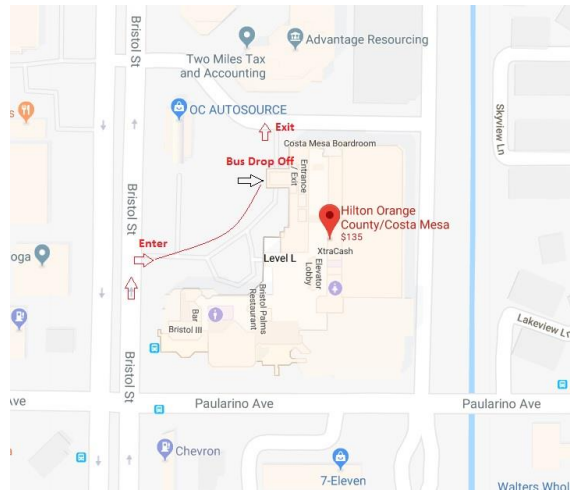 Bristol St
Advantage Resourcing
Two Miles Tax
and Accounting
OC AUTOSOURCE
Skyview Ln
Exit
Costa Mesa Boardroom
Bus Drop Off
Entrance
/ Exit
Hilton Orange
County/Costa Mesa
$135
Bristol St
Enter
XtraCash
oga
Level L
Elevator
Lobby
Bristol Palms
Restaurant
Bar
Bristol III
Lakeview L
Bristol St
Ave
Paularino Ave
Paularino Ave
Chevron
7-Eleven
Walters Whol